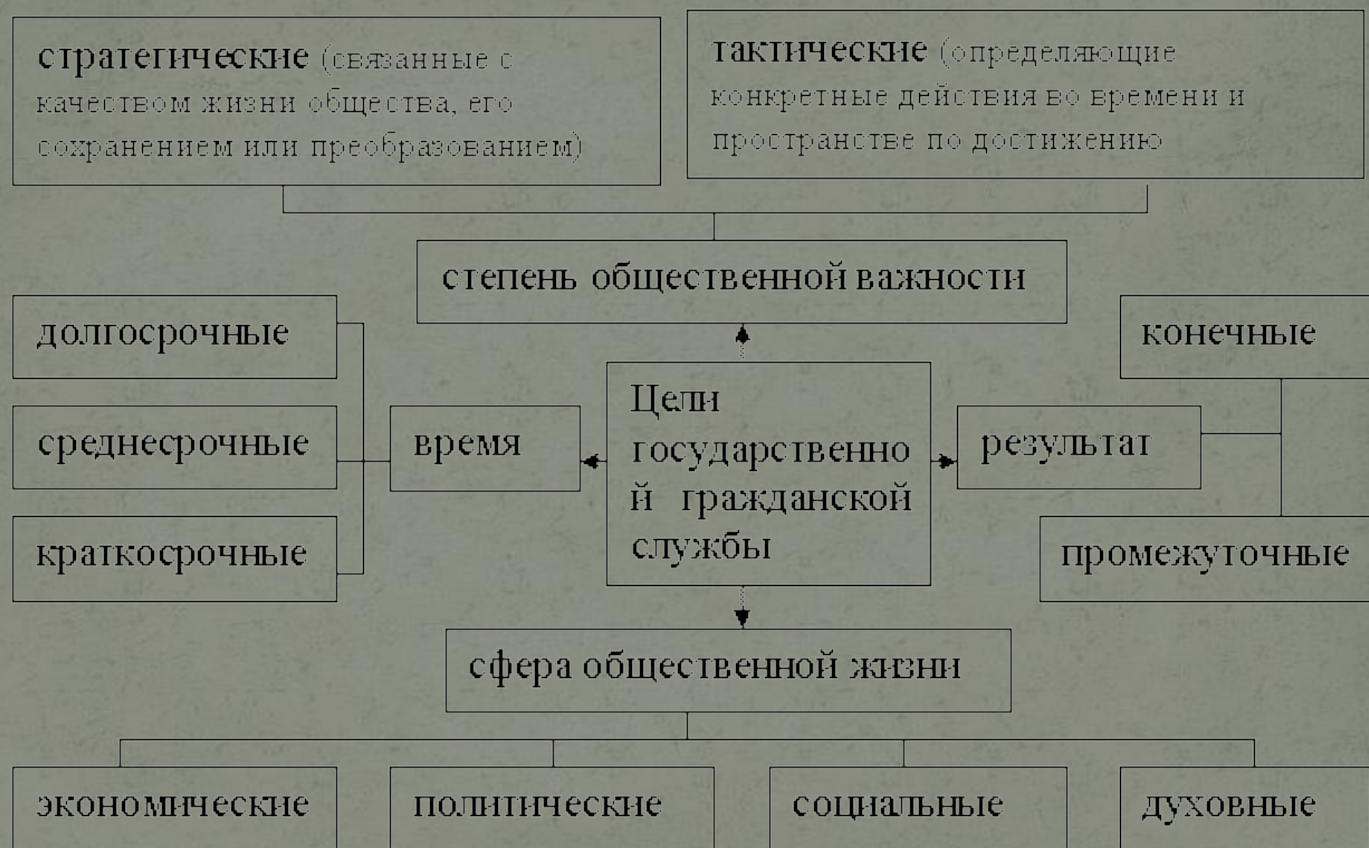 стратегические (связанные с
качеством жизни общества, его
сохранением или преобразованием)
тактические (определяющие
конкретные действия во времени и
пространстве по достижению
степень общественной важности
долгосрочные
среднесрочные
краткосрочные
время
Цели
государственно
й гражданской
службы
результат
конечные
промежуточные
сфера общественной жизни
экономические
политические
социальные
духовные